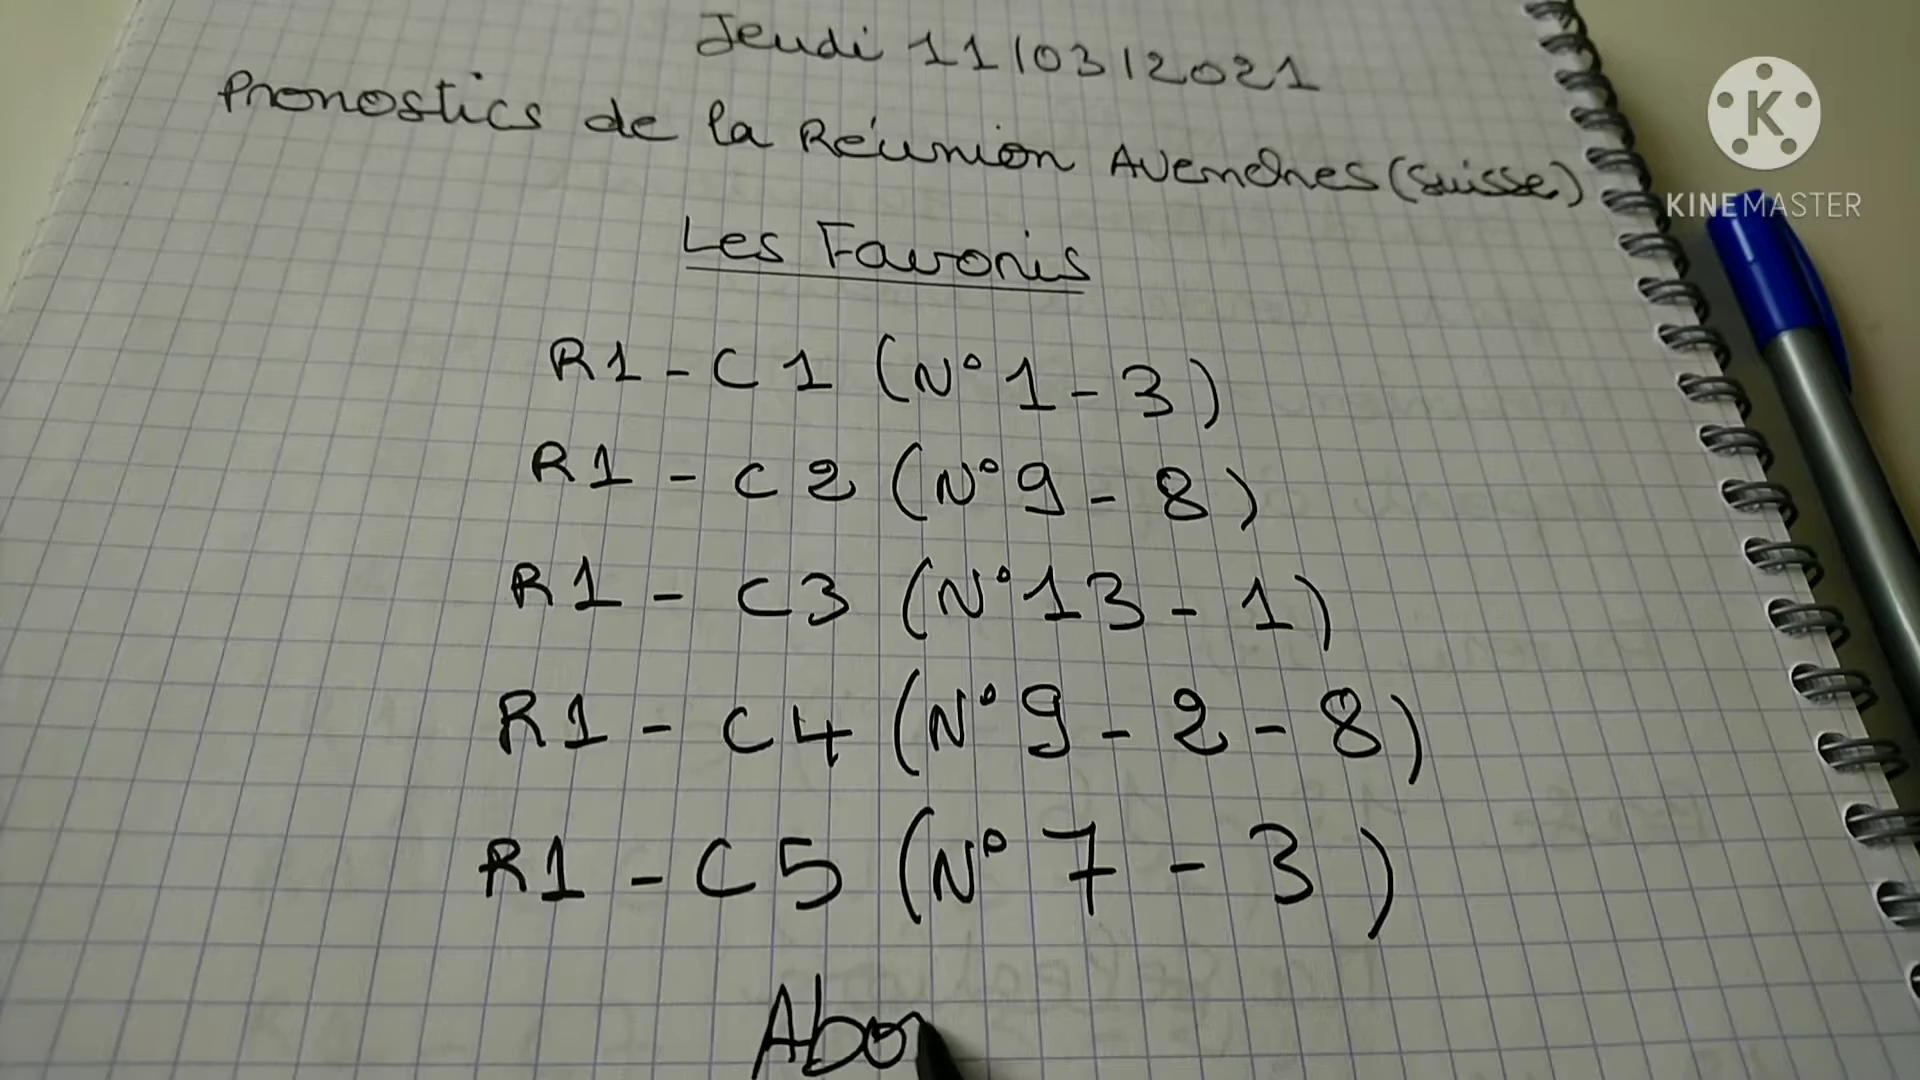 Jeudi 11/03/2021
Pronostics de la Réunion Avenches (Suisse)
Les Favoris
R1 - C1 (N° 1 - 3)
R1 - C2 (N° 9 - 8)
R1 - C3 (N° 13 - 1)
R1 - C4 (N° 9 - 2 - 8)
R1 - C5 (N° 7 - 3)
Abo
K
KINEMASTER